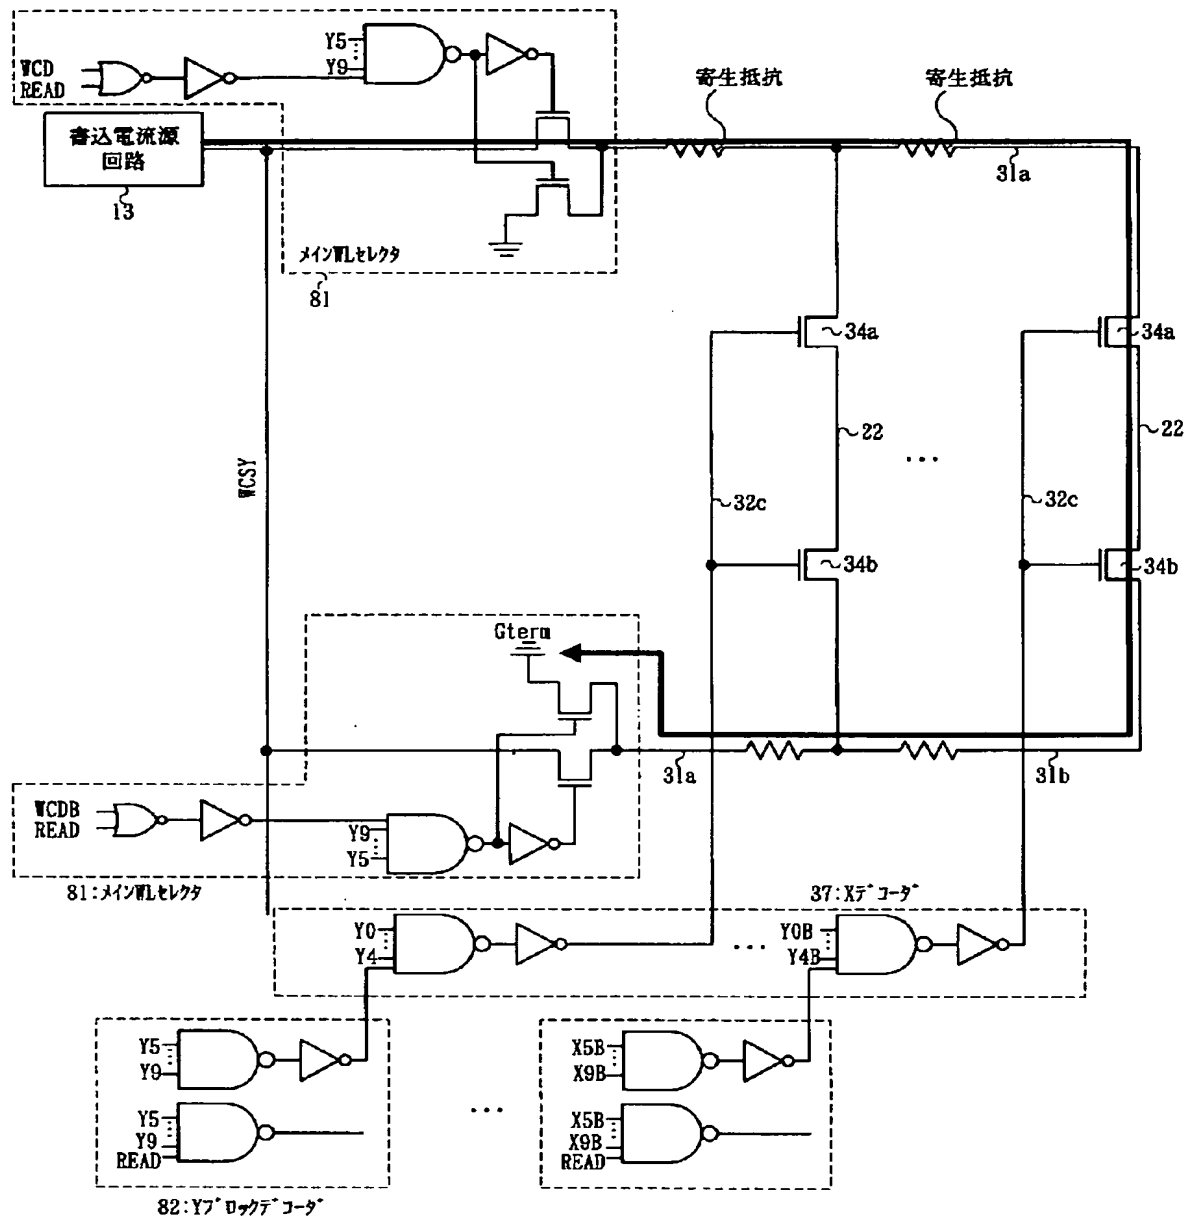 Y5
WCD
Y9
READ
寄生抵抗
寄生抵抗
書込電流源
回路
31a
13
メインWLセレクタ
81
34a
34a
22
22
WCSY
32c
32c
34b
34b
Gterm
31a
31b
WCDB
READ
Y9
Y5
81:メインWLセレクタ
37:Xデコーダ
Y0
Y4
Y0B
Y4B
Y5
Y9
X5B
X9B
Y5
Y9
READ
X5B
X9B
READ
82:Yブロックデコーダ